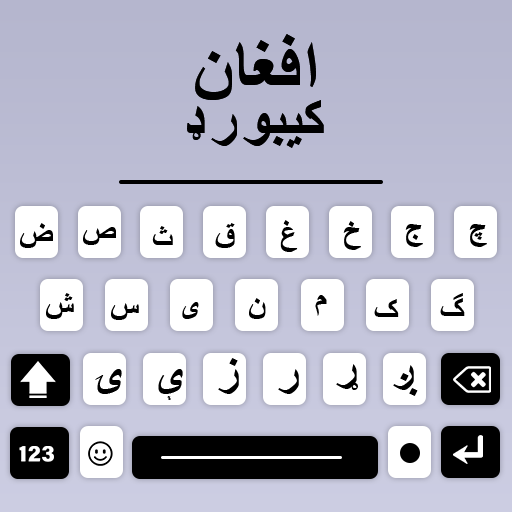 افغان
کیبورډ
ض ص ث ق غ خ ج چ
ش س ی ن م ک گ
ۍ ې ز ر ړ ڼ
123